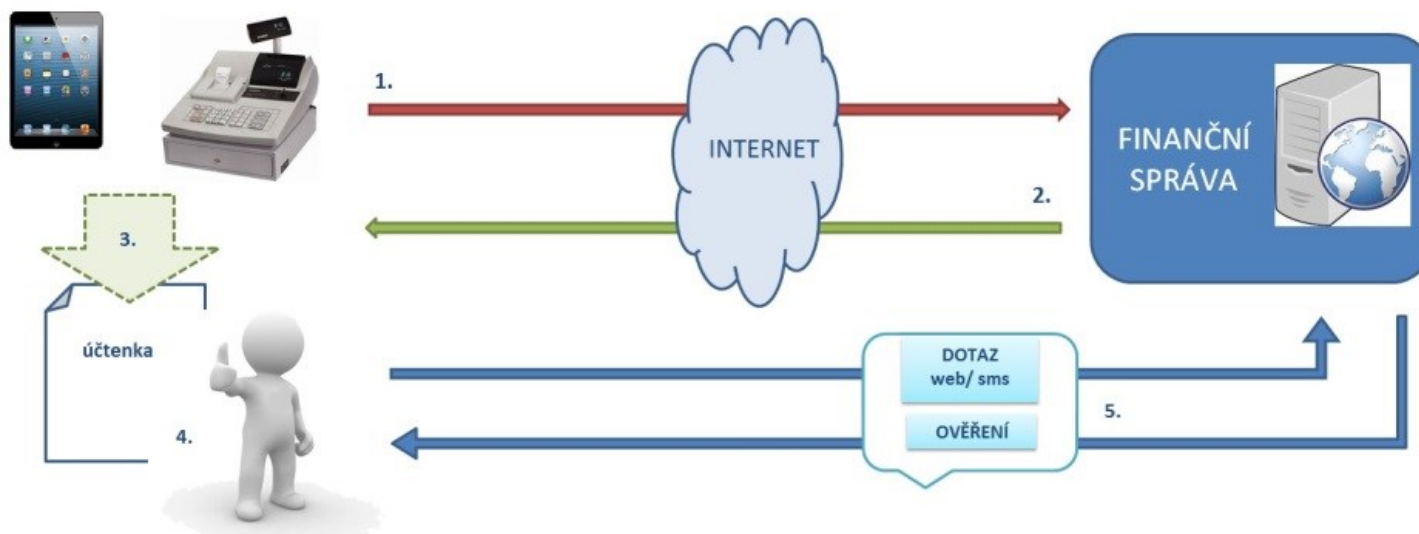 1.
INTERNET
FINANČNÍ
SPRÁVA
2.
3.
účtenka
4.
DOTAZ
web/ sms
5.
OVĚŘENÍ